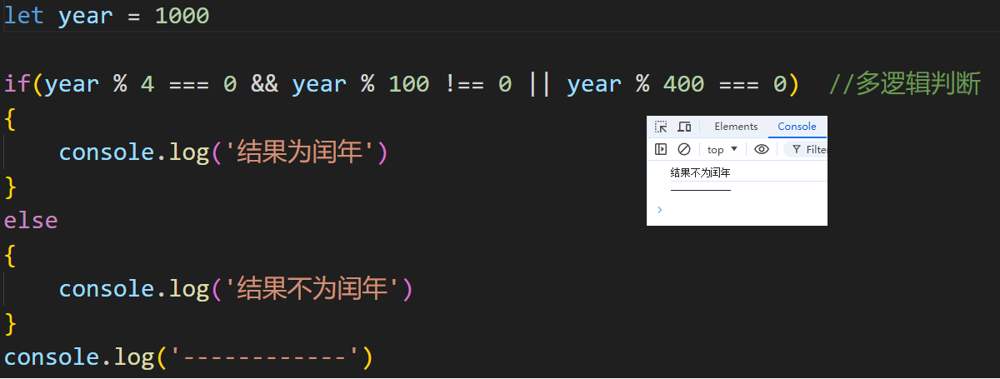 let year = 1000
if(year % 4 === 0 && year % 100 !== 0 || year % 400 === 0)  //多逻辑判断
{
    console.log('结果为闰年')
}
else
{
    console.log('结果不为闰年')
}
console.log('------------')
Elements Console
top Filter
结果不为闰年
------------
>